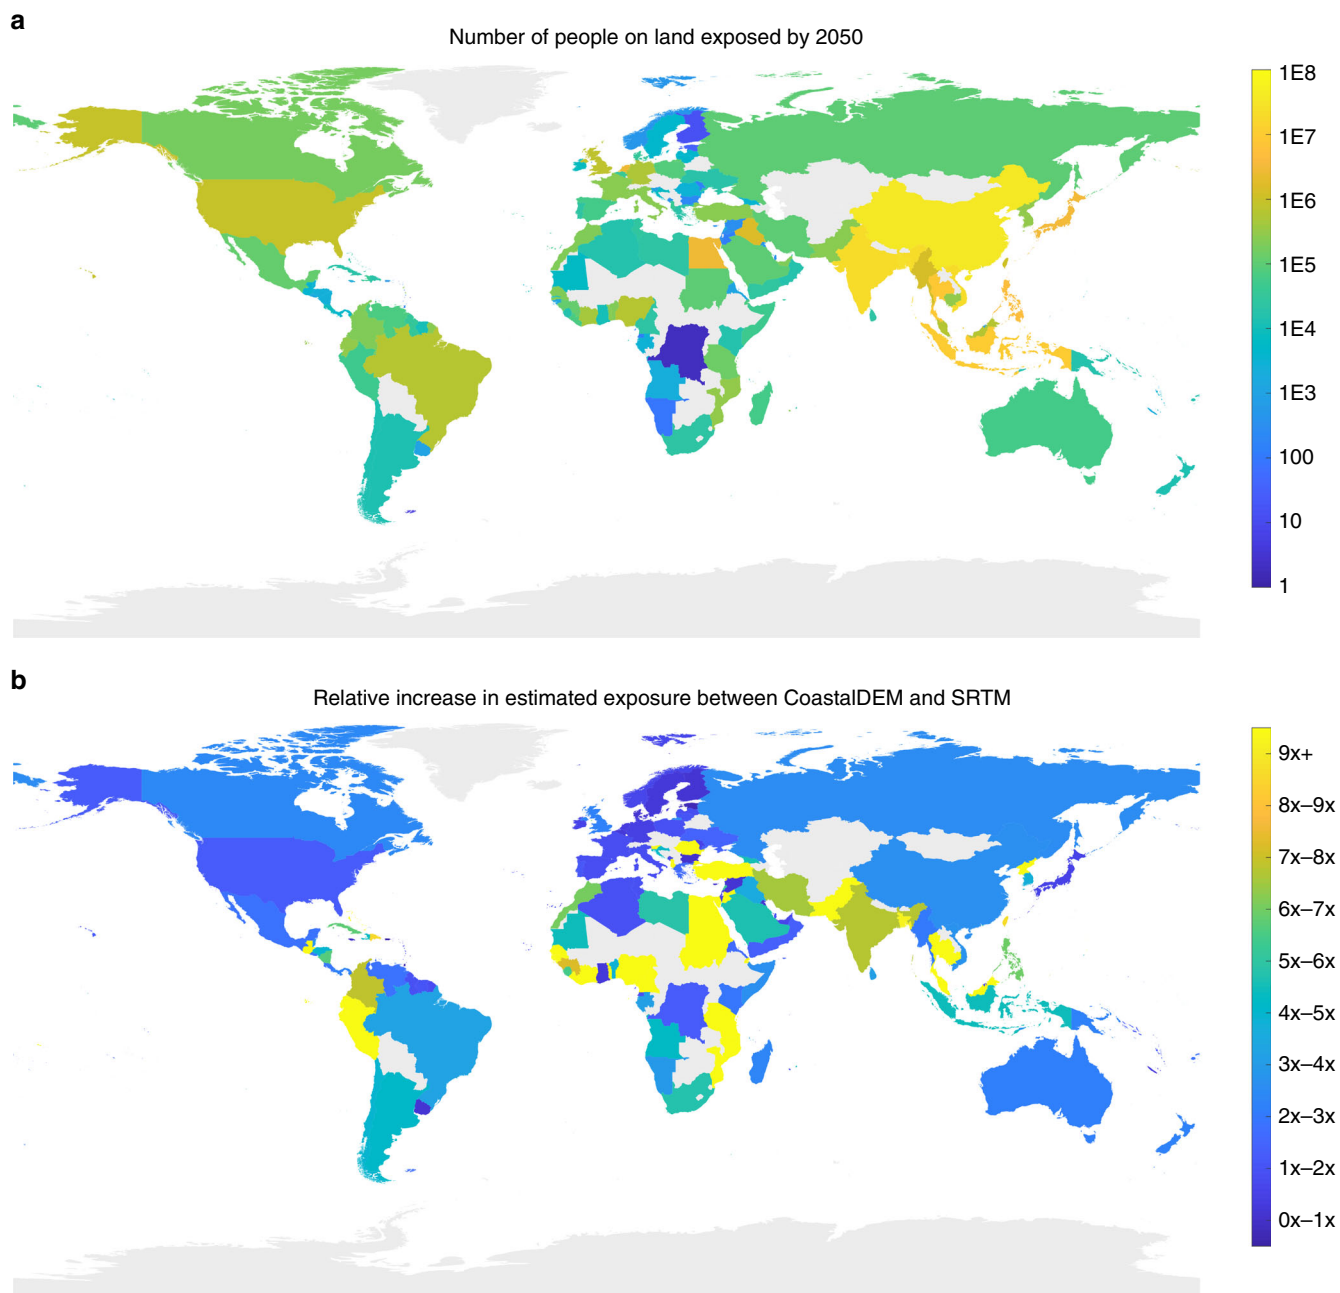 a
Number of people on land exposed by 2050
1E8
1E7
1E6
1E5
1E4
1E3
100
10
1
b
Relative increase in estimated exposure between CoastalDEM and SRTM
9x+
8x–9x
7x–8x
6x–7x
5x–6x
4x–5x
3x–4x
2x–3x
1x–2x
0x–1x